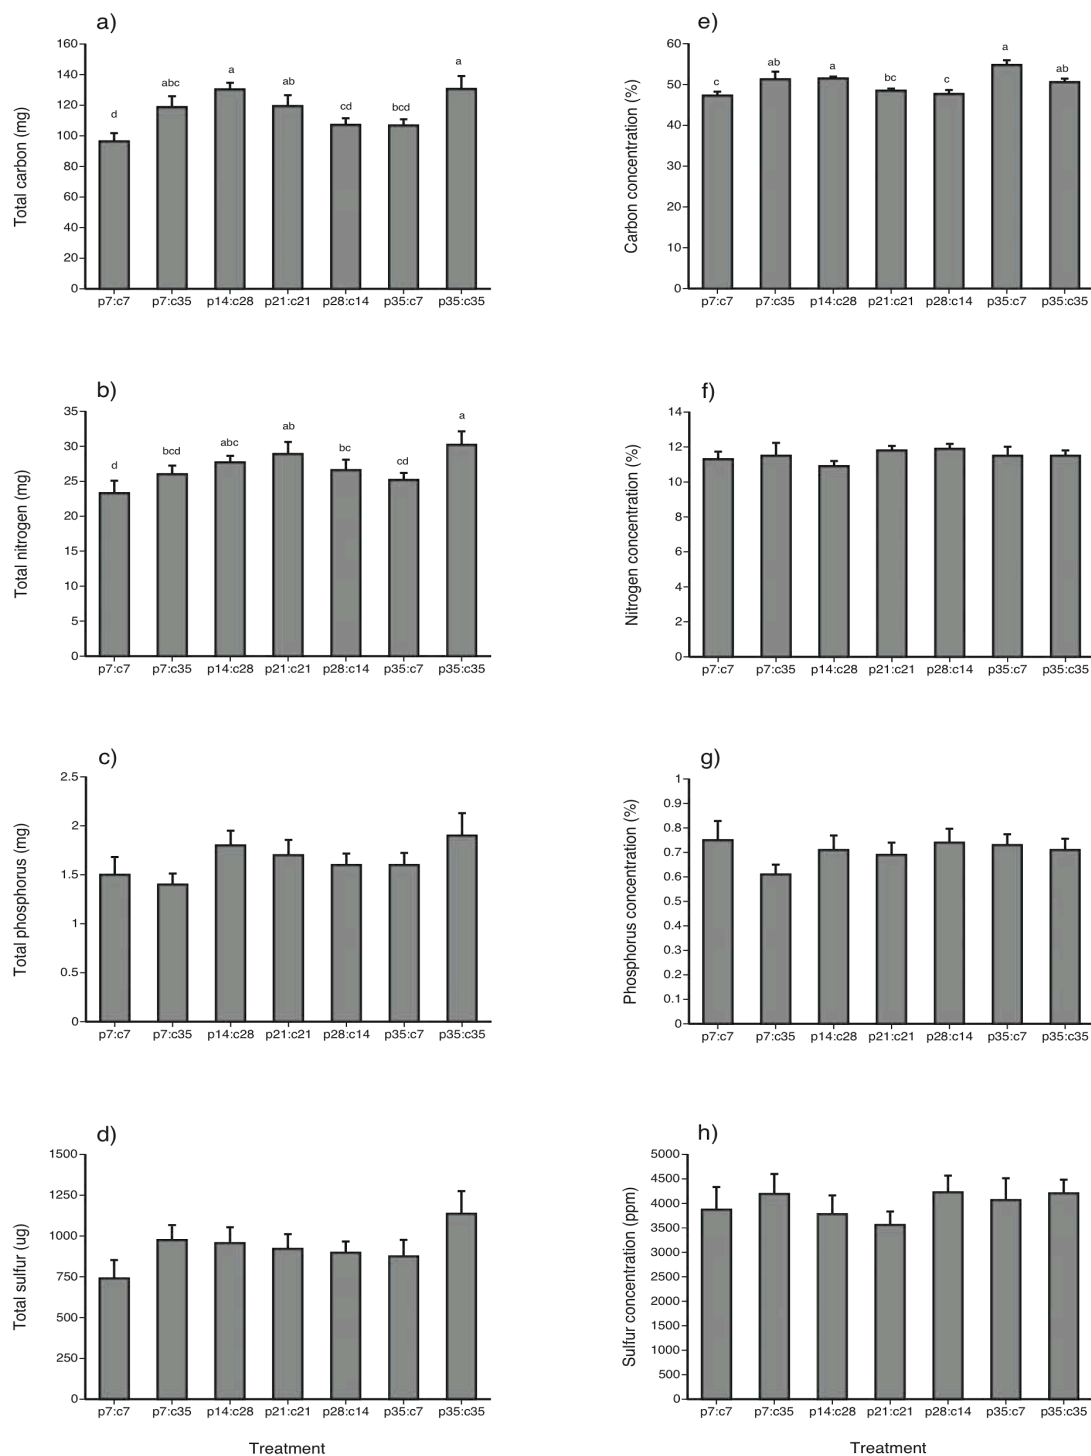 a)
160
140
120
100
80
60
40
20
0
Total carbon (mg)
d
abc
a
ab
cd
bcd
a
p7:c7 p7:c35 p14:c28 p21:c21 p28:c14 p35:c7 p35:c35
e)
60
50
40
30
20
10
0
Carbon concentration (%)
c
ab
a
bc
c
a
ab
p7:c7 p7:c35 p14:c28 p21:c21 p28:c14 p35:c7 p35:c35
b)
35
30
25
20
15
10
5
0
Total nitrogen (mg)
d
bcd
abc
ab
bc
cd
a
p7:c7 p7:c35 p14:c28 p21:c21 p28:c14 p35:c7 p35:c35
f)
14
12
10
8
6
4
2
0
Nitrogen concentration (%)
p7:c7 p7:c35 p14:c28 p21:c21 p28:c14 p35:c7 p35:c35
c)
2.5
2
1.5
1
0.5
0
Total phosphorus (mg)
p7:c7 p7:c35 p14:c28 p21:c21 p28:c14 p35:c7 p35:c35
g)
1
0.9
0.8
0.7
0.6
0.5
0.4
0.3
0.2
0.1
0
Phosphorus concentration (%)
p7:c7 p7:c35 p14:c28 p21:c21 p28:c14 p35:c7 p35:c35
d)
1500
1250
1000
750
500
250
0
Total sulfur (ug)
p7:c7 p7:c35 p14:c28 p21:c21 p28:c14 p35:c7 p35:c35
Treatment
h)
5000
4500
4000
3500
3000
2500
2000
1500
1000
500
0
Sulfur concentration (ppm)
p7:c7 p7:c35 p14:c28 p21:c21 p28:c14 p35:c7 p35:c35
Treatment